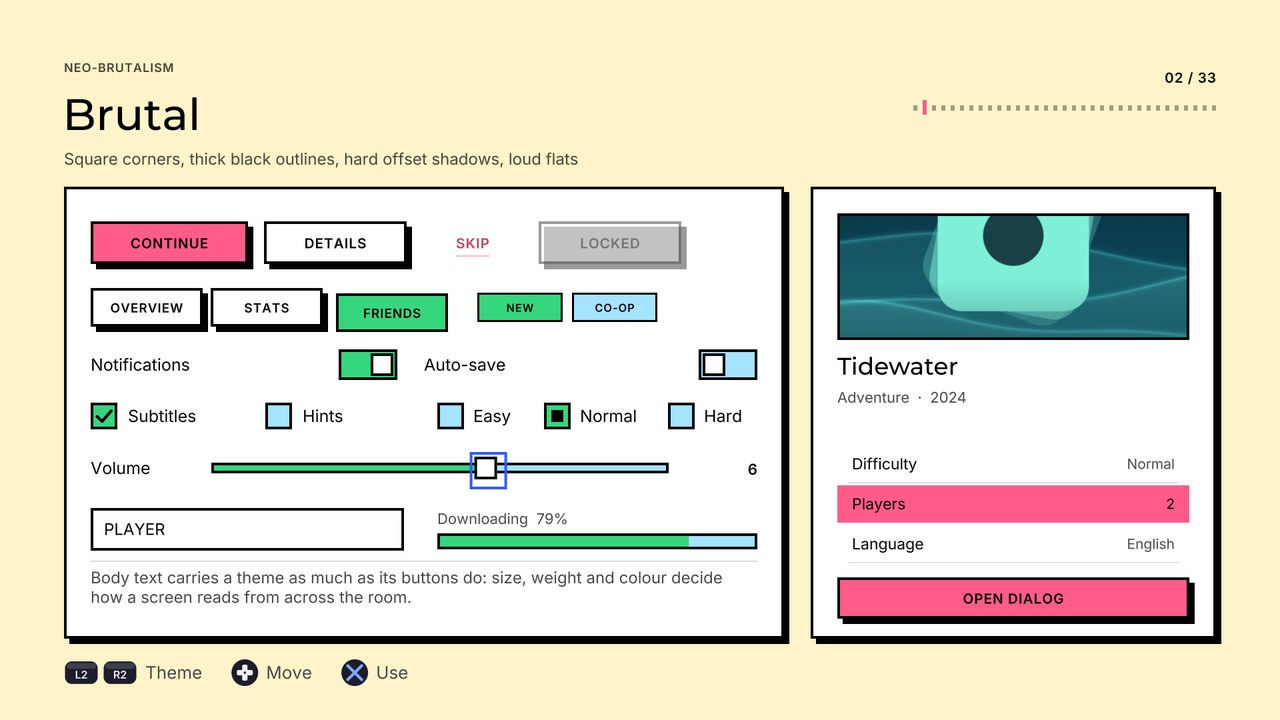 NEO-BRUTALISM
Brutal
Square corners, thick black outlines, hard offset shadows, loud flats
02 / 33
CONTINUE
DETAILS
SKIP
LOCKED
OVERVIEW
STATS
FRIENDS
NEW
CO-OP
Notifications
Auto-save
Subtitles
Hints
Easy
Normal
Hard
Volume
6
PLAYER
Downloading 79%
Body text carries a theme as much as its buttons do: size, weight and colour decide
how a screen reads from across the room.
Tidewater
Adventure · 2024
Difficulty Normal
Players 2
Language English
OPEN DIALOG
L2 R2 Theme Move Use